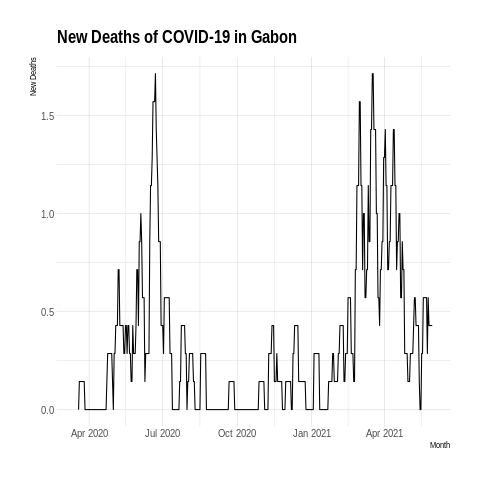 New Deaths of COVID-19 in Gabon
New Deaths
1.5
1.0
0.5
0.0
Apr 2020 Jul 2020 Oct 2020 Jan 2021 Apr 2021
Month